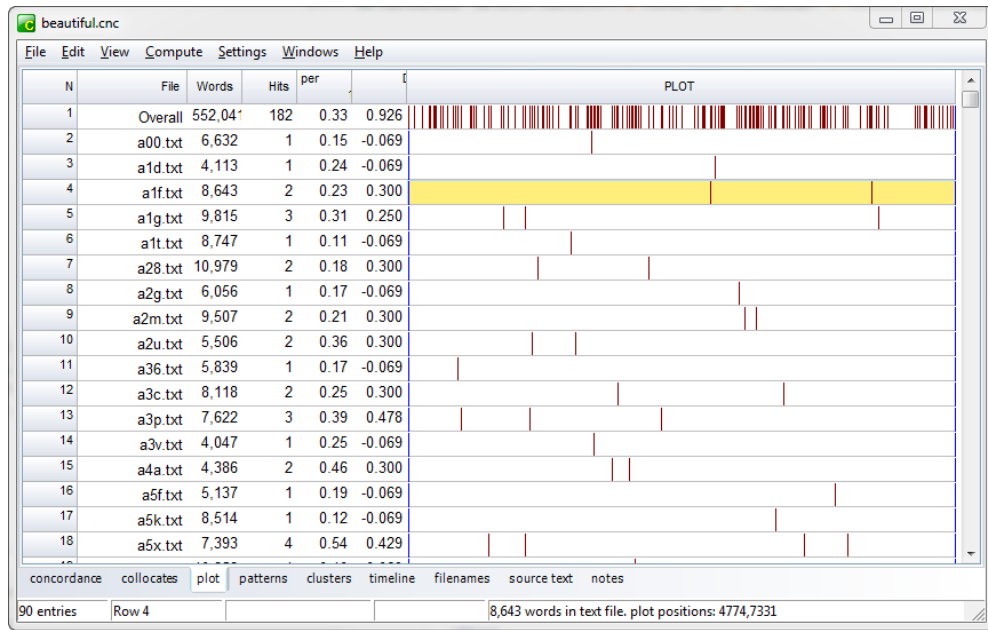 beautiful.cnc
File Edit View Compute Settings Windows Help
N File Words Hits per D PLOT
1 Overall 552,041 182 0.33 0.926
2 a00.txt 6,632 1 0.15 -0.069
3 a1d.txt 4,113 1 0.24 -0.069
4 a1f.txt 8,643 2 0.23 0.300
5 a1g.txt 9,815 3 0.31 0.250
6 a1t.txt 8,747 1 0.11 -0.069
7 a28.txt 10,979 2 0.18 0.300
8 a2g.txt 6,056 1 0.17 -0.069
9 a2m.txt 9,507 2 0.21 0.300
10 a2u.txt 5,506 2 0.36 0.300
11 a36.txt 5,839 1 0.17 -0.069
12 a3c.txt 8,118 2 0.25 0.300
13 a3p.txt 7,622 3 0.39 0.478
14 a3v.txt 4,047 1 0.25 -0.069
15 a4a.txt 4,386 2 0.46 0.300
16 a5f.txt 5,137 1 0.19 -0.069
17 a5k.txt 8,514 1 0.12 -0.069
18 a5x.txt 7,393 4 0.54 0.429
concordance collocates plot patterns clusters timeline filenames source text notes
90 entries Row 4 8,643 words in text file. plot positions: 4774,7331